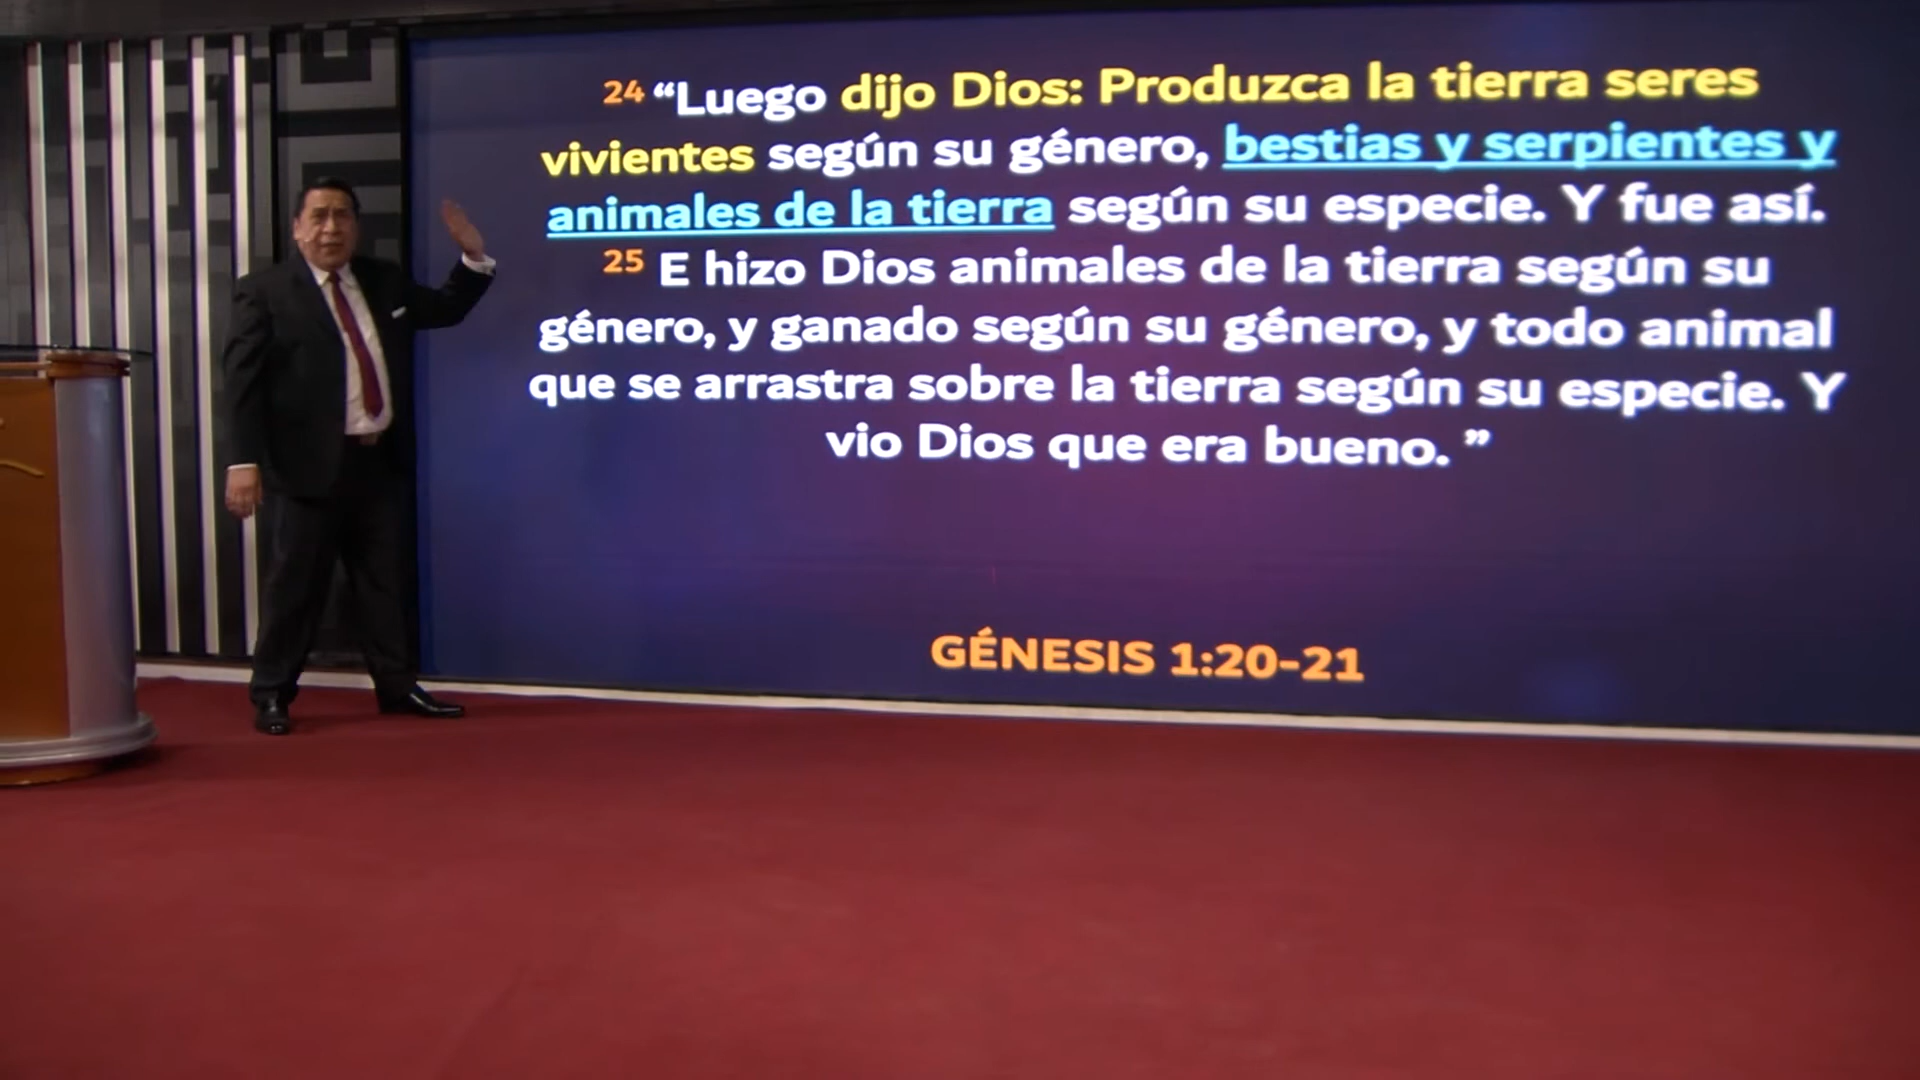 24 “Luego dijo Dios: Produzca la tierra seres
vivientes según su género, bestias y serpientes y
animales de la tierra según su especie. Y fue así.
25 E hizo Dios animales de la tierra según su
género, y ganado según su género, y todo animal
que se arrastra sobre la tierra según su especie. Y
vio Dios que era bueno. ”
GÉNESIS 1:20-21